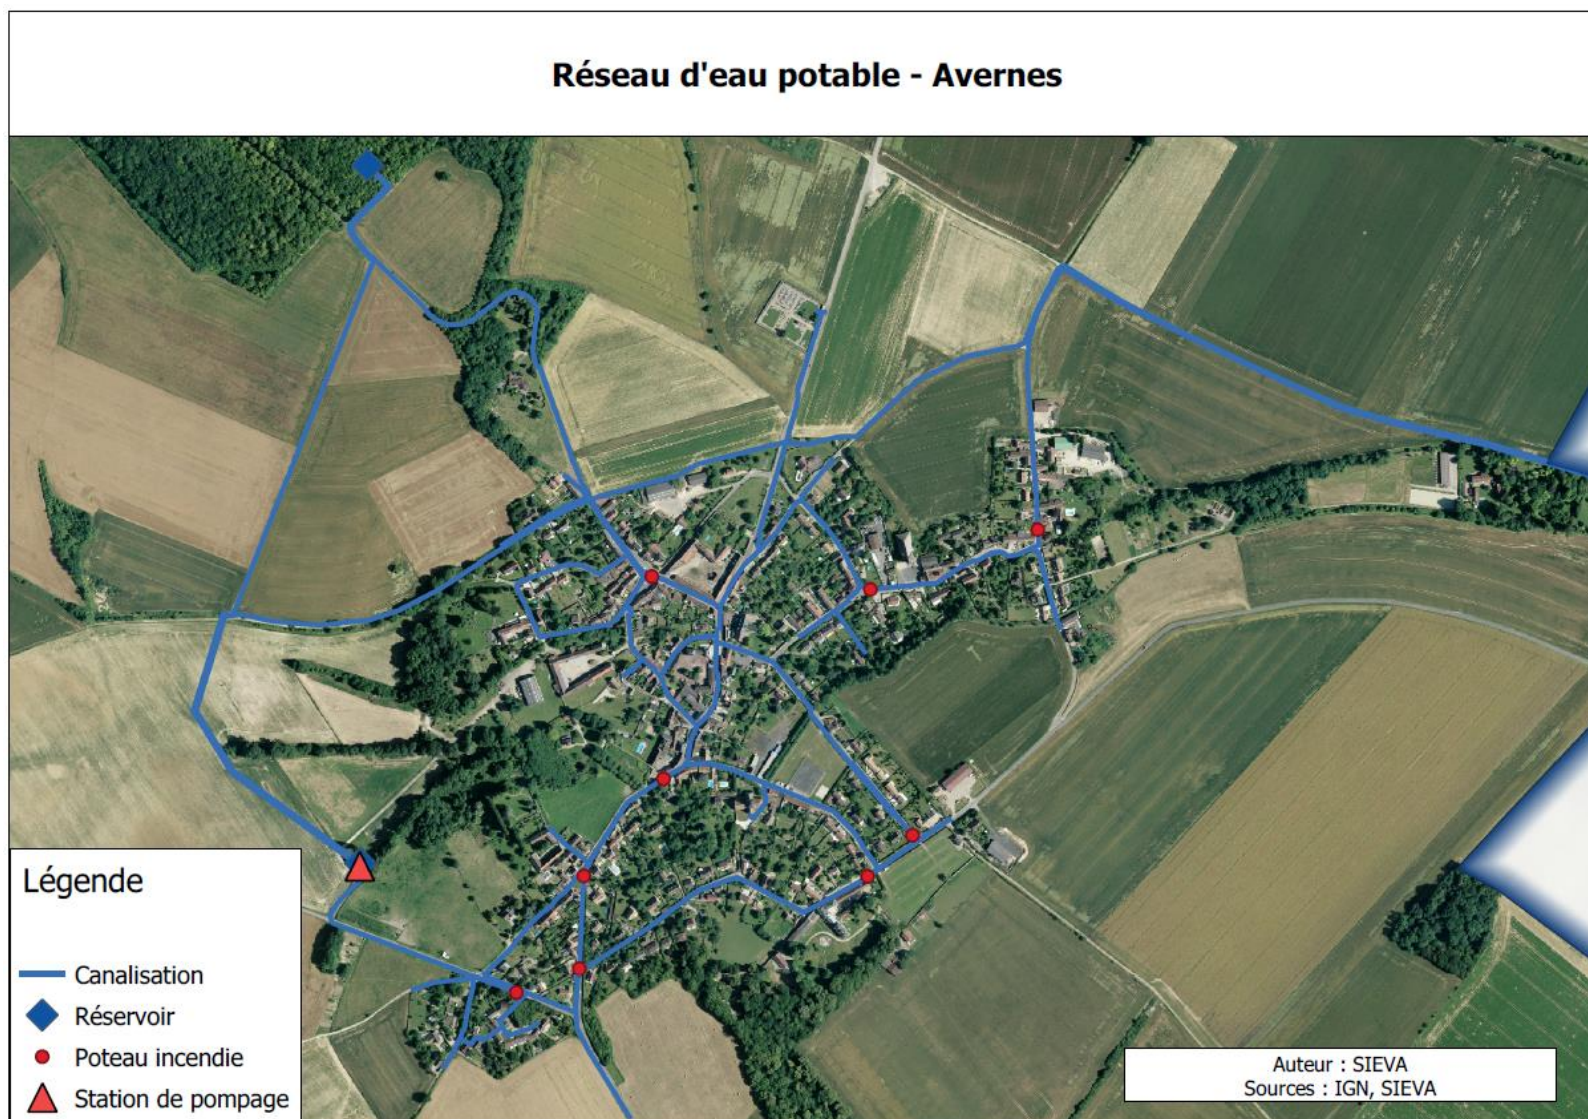 Réseau d'eau potable - Avernes
Légende
Canalisation
Réservoir
Poteau incendie
Station de pompage
Auteur : SIEVA
Sources : IGN, SIEVA